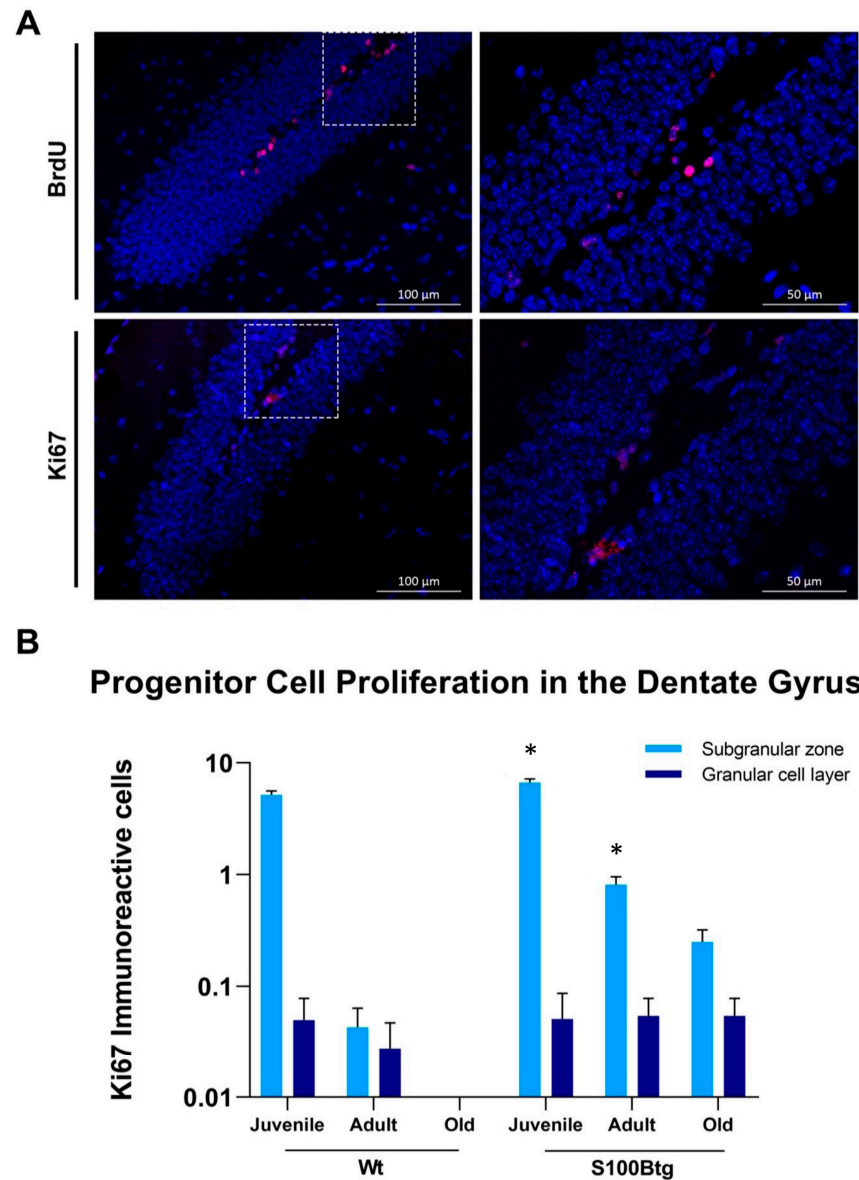 A
BrdU
100 µm
50 µm
Ki67
100 µm
50 µm
B
Progenitor Cell Proliferation in the Dentate Gyrus
Ki67 Immunoreactive cells
10
1
0.1
0.01
*
*
Subgranular zone
Granular cell layer
Juvenile Adult Old Juvenile Adult Old
Wt S100Btg